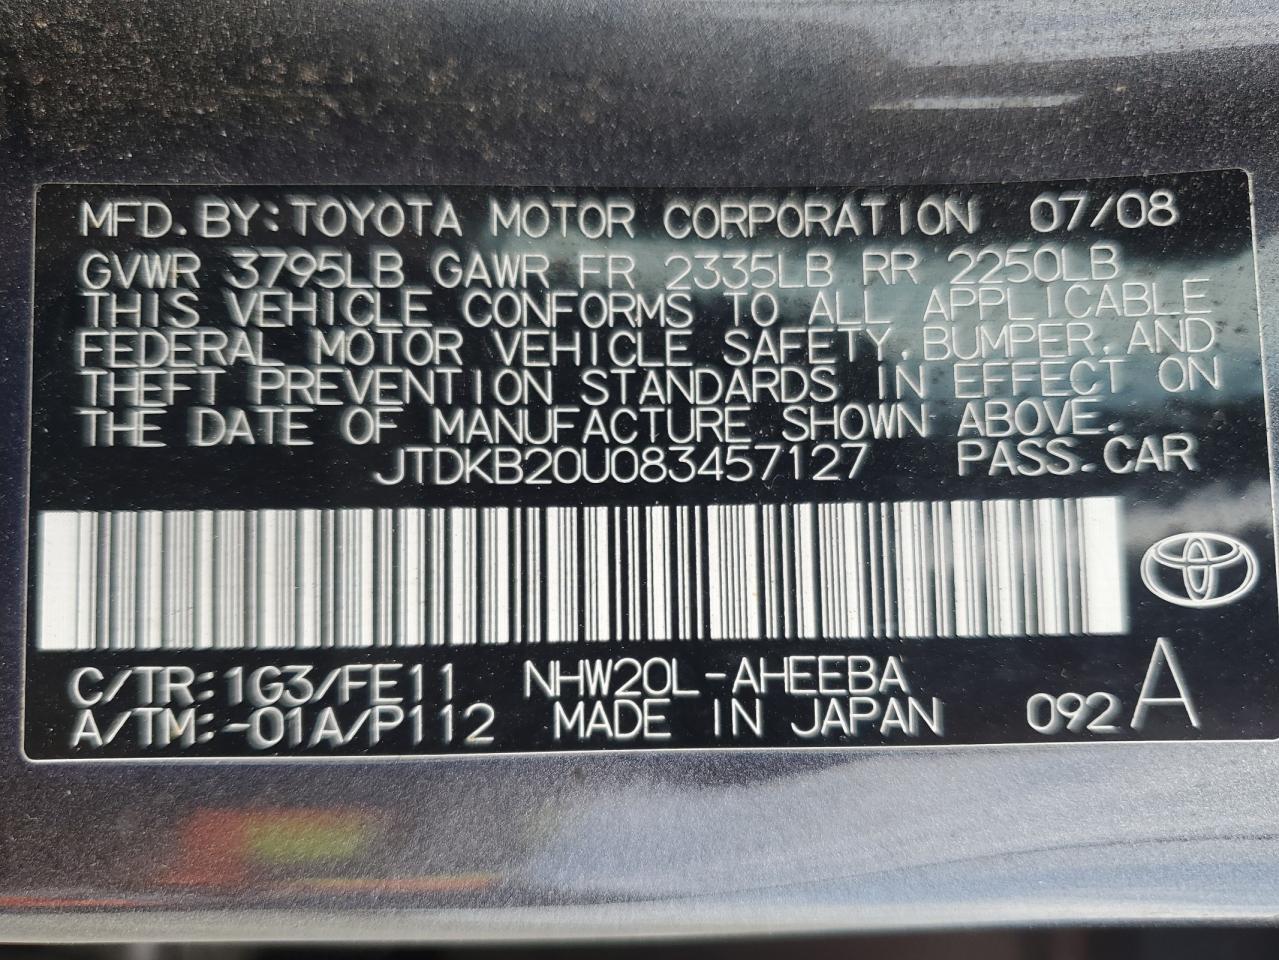 MFD. BY: TOYOTA MOTOR CORPORATION 07/08
GVWR 3795LB GAWR FR 2335LB RR 2250LB
THIS VEHICLE CONFORMS TO ALL APPLICABLE
FEDERAL MOTOR VEHICLE SAFETY, BUMPER, AND
THEFT PREVENTION STANDARDS IN EFFECT ON
THE DATE OF MANUFACTURE SHOWN ABOVE.
JTDKB20U083457127 PASS. CAR
C/TR: 1G3/FE11 NHW20L-AHEEBA
A/TM: -01A/P112 MADE IN JAPAN 092 A